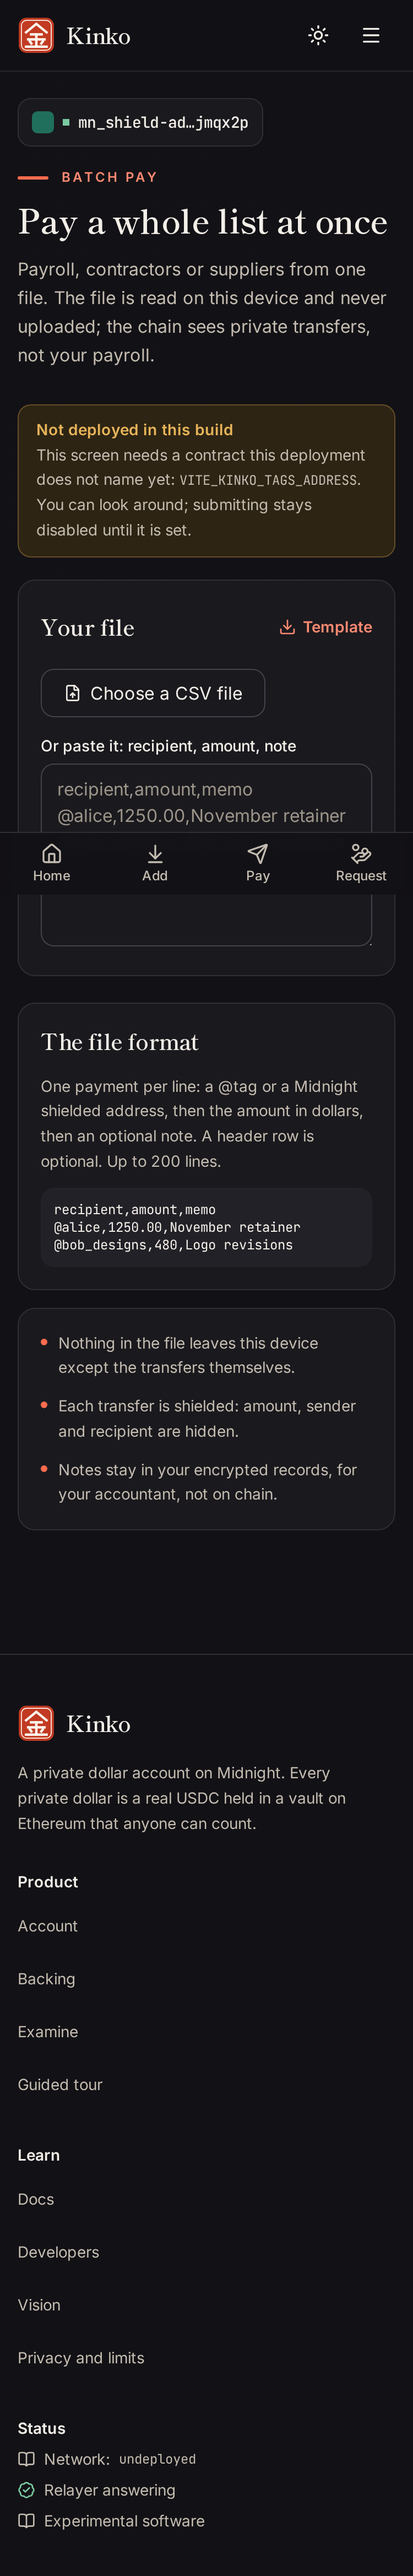 金 Kinko
mn_shield-ad…jmqx2p
BATCH PAY
Pay a whole list at once
Payroll, contractors or suppliers from one
file. The file is read on this device and never
uploaded; the chain sees private transfers,
not your payroll.
Not deployed in this build
This screen needs a contract this deployment
does not name yet: VITE_KINKO_TAGS_ADDRESS.
You can look around; submitting stays
disabled until it is set.
Your file
Template
Choose a CSV file
Or paste it: recipient, amount, note
recipient,amount,memo
@alice,1250.00,November retainer
Home Add Pay Request
The file format
One payment per line: a @tag or a Midnight
shielded address, then the amount in dollars,
then an optional note. A header row is
optional. Up to 200 lines.
recipient,amount,memo
@alice,1250.00,November retainer
@bob_designs,480,Logo revisions
Nothing in the file leaves this device
except the transfers themselves.
Each transfer is shielded: amount, sender
and recipient are hidden.
Notes stay in your encrypted records, for
your accountant, not on chain.
金 Kinko
A private dollar account on Midnight. Every
private dollar is a real USDC held in a vault on
Ethereum that anyone can count.
Product
Account
Backing
Examine
Guided tour
Learn
Docs
Developers
Vision
Privacy and limits
Status
Network: undeployed
Relayer answering
Experimental software